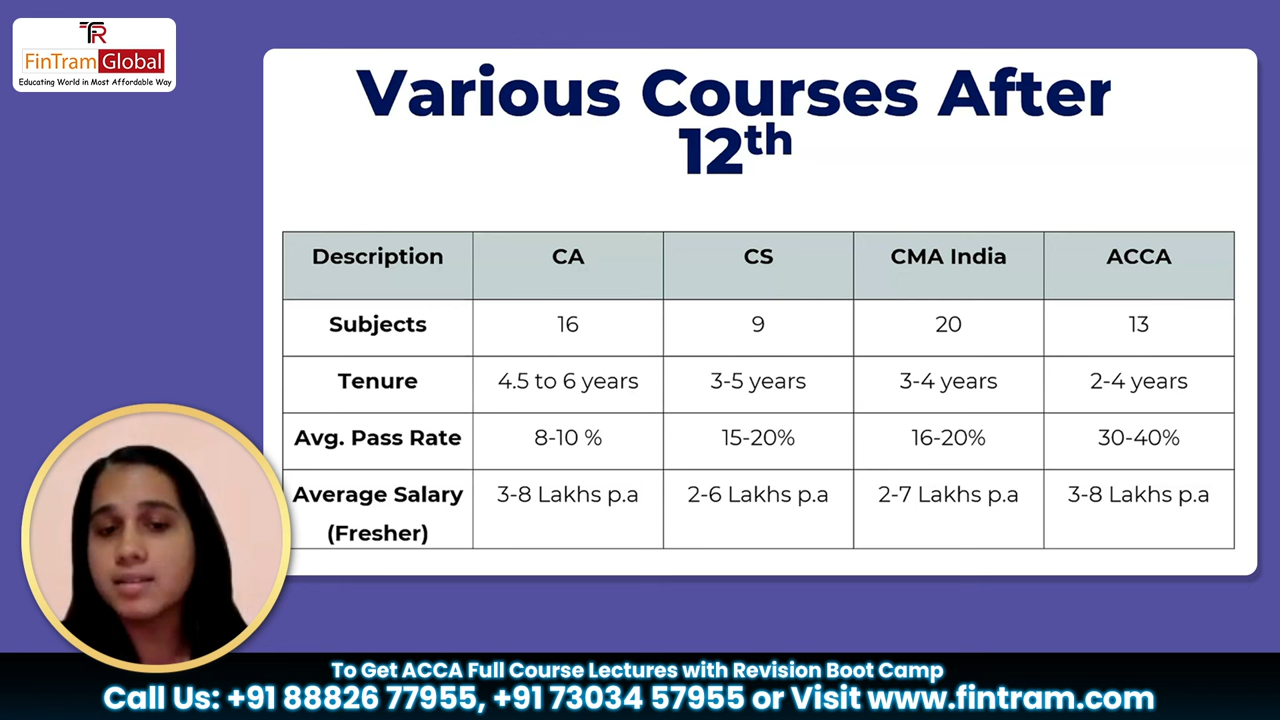 FR
FinTram Global
Educating World in Most Affordable Way
Various Courses After
12th
Description CA CS CMA India ACCA
Subjects 16 9 20 13
Tenure 4.5 to 6 years 3-5 years 3-4 years 2-4 years
Avg. Pass Rate 8-10 % 15-20% 16-20% 30-40%
Average Salary 3-8 Lakhs p.a 2-6 Lakhs p.a 2-7 Lakhs p.a 3-8 Lakhs p.a
(Fresher)
To Get ACCA Full Course Lectures with Revision Boot Camp
Call Us: +91 88826 77955, +91 73034 57955 or Visit www.fintram.com